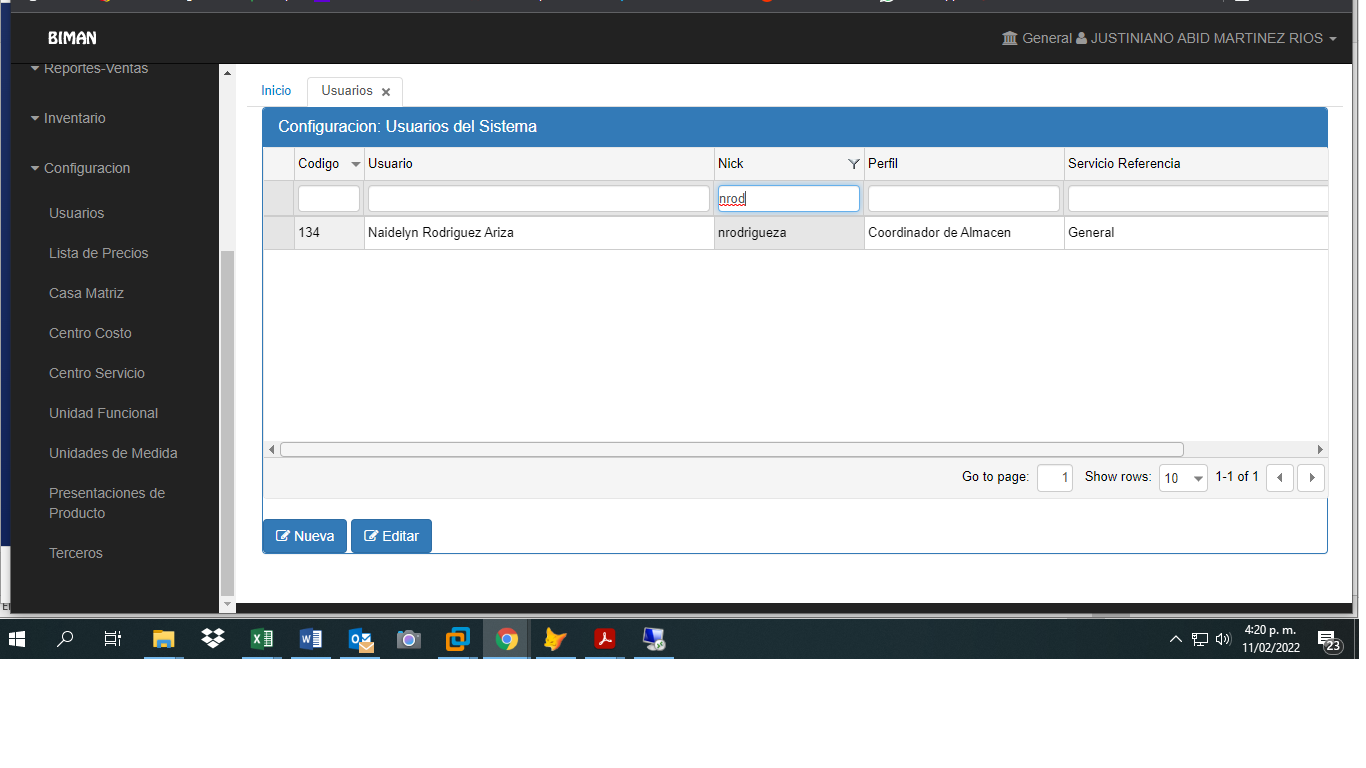 BIMAN
General JUSTINIANO ABID MARTINEZ RIOS
Reportes-Ventas
Inventario
Configuracion
Usuarios
Lista de Precios
Casa Matriz
Centro Costo
Centro Servicio
Unidad Funcional
Unidades de Medida
Presentaciones de
Producto
Terceros
Inicio Usuarios
Configuracion: Usuarios del Sistema
Codigo Usuario Nick Perfil Servicio Referencia
nrod
134 Naidelyn Rodriguez Ariza nrodrigueza Coordinador de Almacen General
Go to page: 1 Show rows: 10 1-1 of 1
Nueva Editar
4:20 p. m.
11/02/2022
23